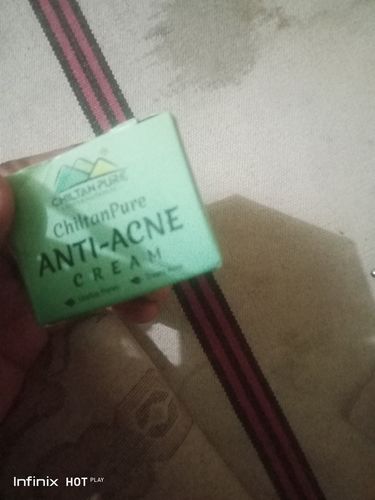 CHILTAN PURE
ChiltanPure
ANTI-ACNE
CREAM
Infinix HOT PLAY